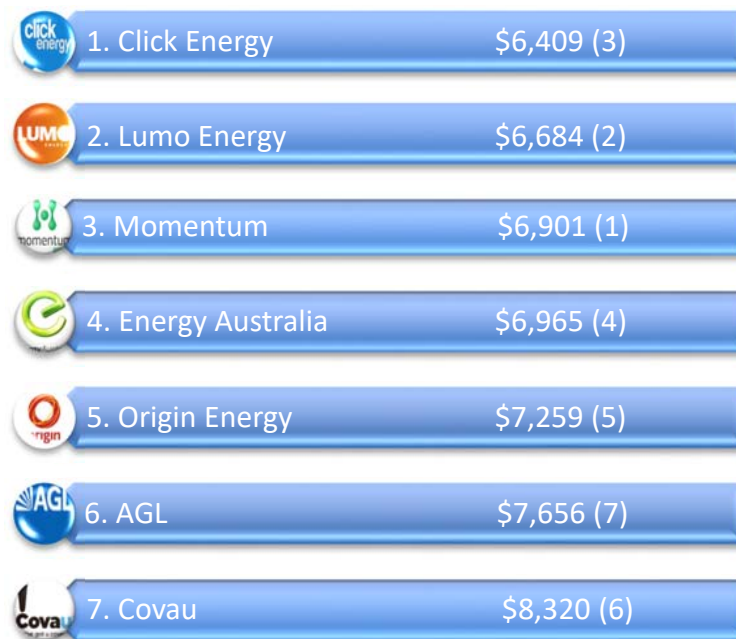 click
energy
1. Click Energy $6,409 (3)
LUMO
ENERGY
2. Lumo Energy $6,684 (2)
momentum
3. Momentum $6,901 (1)
4. Energy Australia $6,965 (4)
origin
5. Origin Energy $7,259 (5)
AGL
6. AGL $7,656 (7)
Covau
7. Covau $8,320 (6)